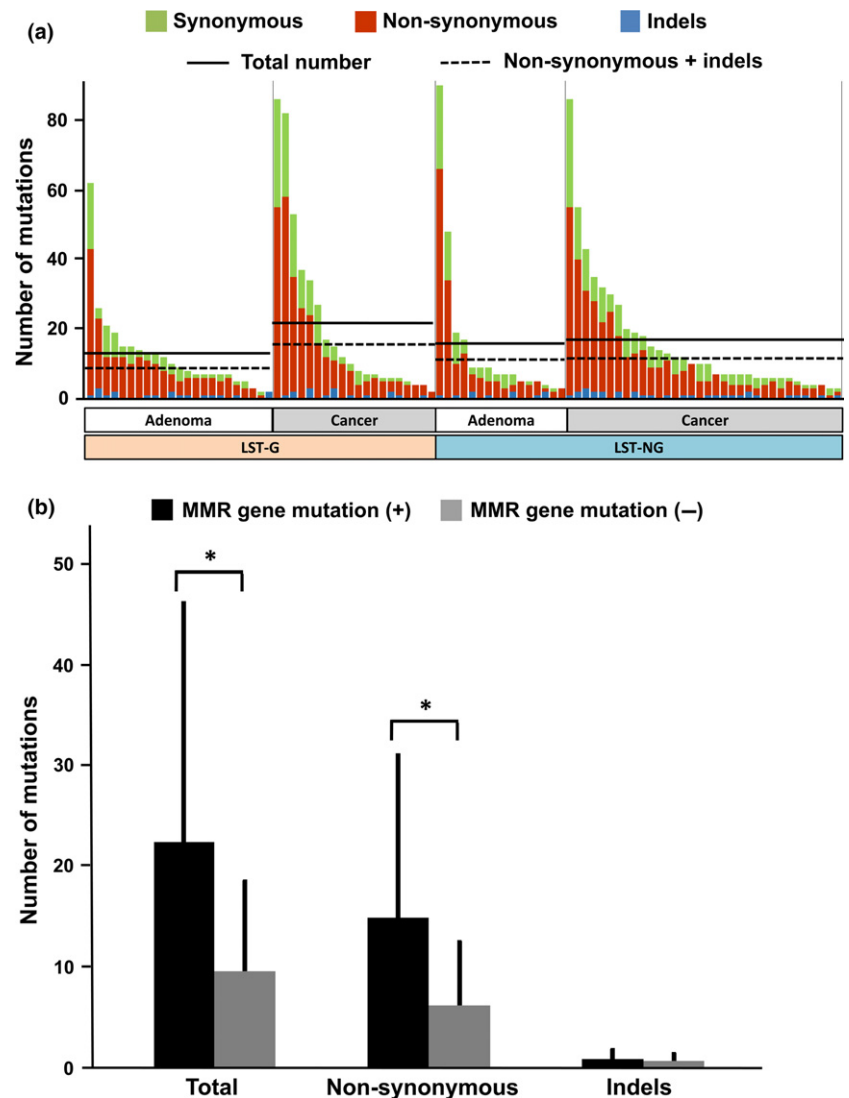 (a)
Synonymous Non-synonymous Indels
Total number Non-synonymous + indels
Number of mutations
80
60
40
20
0
Adenoma Cancer Adenoma Cancer
LST-G LST-NG
(b)
MMR gene mutation (+) MMR gene mutation (–)
Number of mutations
50
40
30
20
10
0
* *
Total Non-synonymous Indels